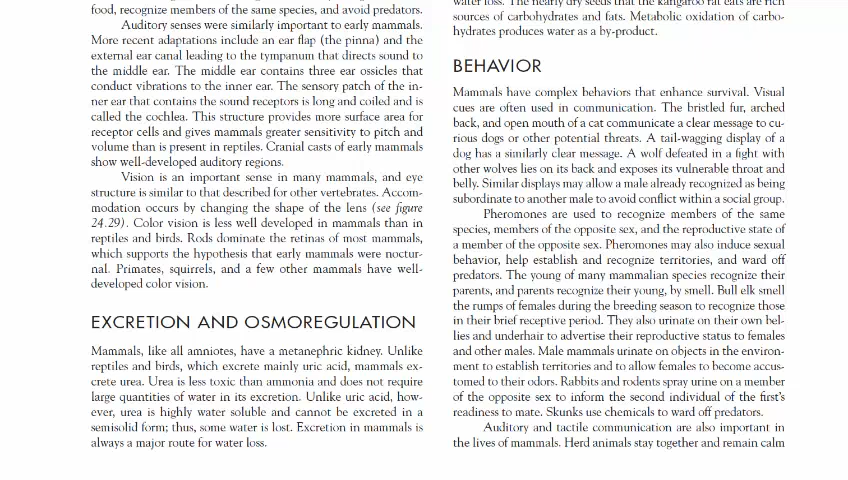 food, recognize members of the same species, and avoid predators.
Auditory senses were similarly important to early mammals.
More recent adaptations include an ear flap (the pinna) and the
external ear canal leading to the tympanum that directs sound to
the middle ear. The middle ear contains three ear ossicles that
conduct vibrations to the inner ear. The sensory patch of the in-
ner ear that contains the sound receptors is long and coiled and is
called the cochlea. This structure provides more surface area for
receptor cells and gives mammals greater sensitivity to pitch and
volume than is present in reptiles. Cranial casts of early mammals
show well-developed auditory regions.
Vision is an important sense in many mammals, and eye
structure is similar to that described for other vertebrates. Accom-
modation occurs by changing the shape of the lens (see figure
24.29). Color vision is less well developed in mammals than in
reptiles and birds. Rods dominate the retinas of most mammals,
which supports the hypothesis that early mammals were noctur-
nal. Primates, squirrels, and a few other mammals have well-
developed color vision.
EXCRETION AND OSMOREGULATION
Mammals, like all amniotes, have a metanephric kidney. Unlike
reptiles and birds, which excrete mainly uric acid, mammals ex-
crete urea. Urea is less toxic than ammonia and does not require
large quantities of water in its excretion. Unlike uric acid, how-
ever, urea is highly water soluble and cannot be excreted in a
semisolid form; thus, some water is lost. Excretion in mammals is
always a major route for water loss.
water loss. The nearly dry seeds that the kangaroo rat eats are rich
sources of carbohydrates and fats. Metabolic oxidation of carbo-
hydrates produces water as a by-product.
BEHAVIOR
Mammals have complex behaviors that enhance survival. Visual
cues are often used in communication. The bristled fur, arched
back, and open mouth of a cat communicate a clear message to cu-
rious dogs or other potential threats. A tail-wagging display of a
dog has a similarly clear message. A wolf defeated in a fight with
other wolves lies on its back and exposes its vulnerable throat and
belly. Similar displays may allow a male already recognized as being
subordinate to another male to avoid conflict within a social group.
Pheromones are used to recognize members of the same
species, members of the opposite sex, and the reproductive state of
a member of the opposite sex. Pheromones may also induce sexual
behavior, help establish and recognize territories, and ward off
predators. The young of many mammalian species recognize their
parents, and parents recognize their young, by smell. Bull elk smell
the rumps of females during the breeding season to recognize those
in their brief receptive period. They also urinate on their own bel-
lies and underhair to advertise their reproductive status to females
and other males. Male mammals urinate on objects in the environ-
ment to establish territories and to allow females to become accus-
tomed to their odors. Rabbits and rodents spray urine on a member
of the opposite sex to inform the second individual of the first's
readiness to mate. Skunks use chemicals to ward off predators.
Auditory and tactile communication are also important in
the lives of mammals. Herd animals stay together and remain calm